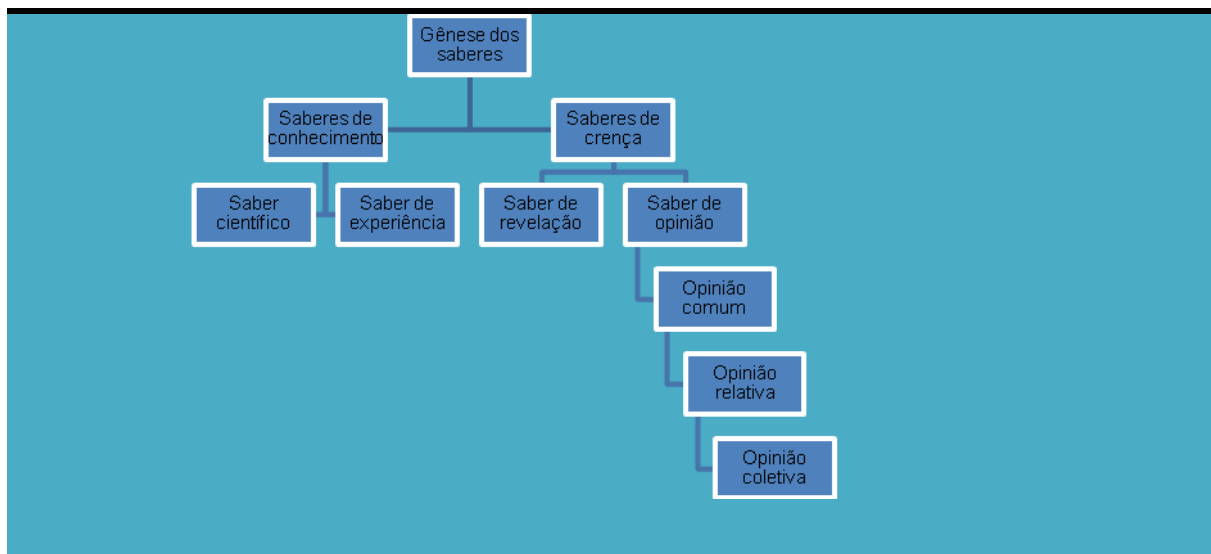 Gênese dos
saberes
Saberes de
conhecimento
Saberes de
crença
Saber
científico
Saber de
experiência
Saber de
revelação
Saber de
opinião
Opinião
comum
Opinião
relativa
Opinião
coletiva